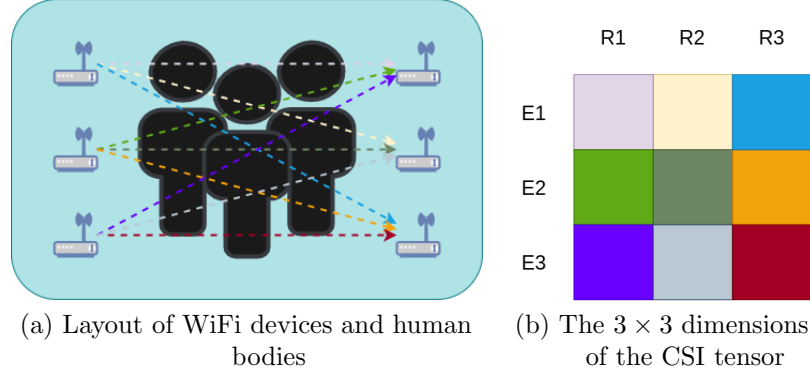 R1 R2 R3
E1
E2
E3
(a) Layout of WiFi devices and human
bodies
(b) The 3 × 3 dimensions
of the CSI tensor